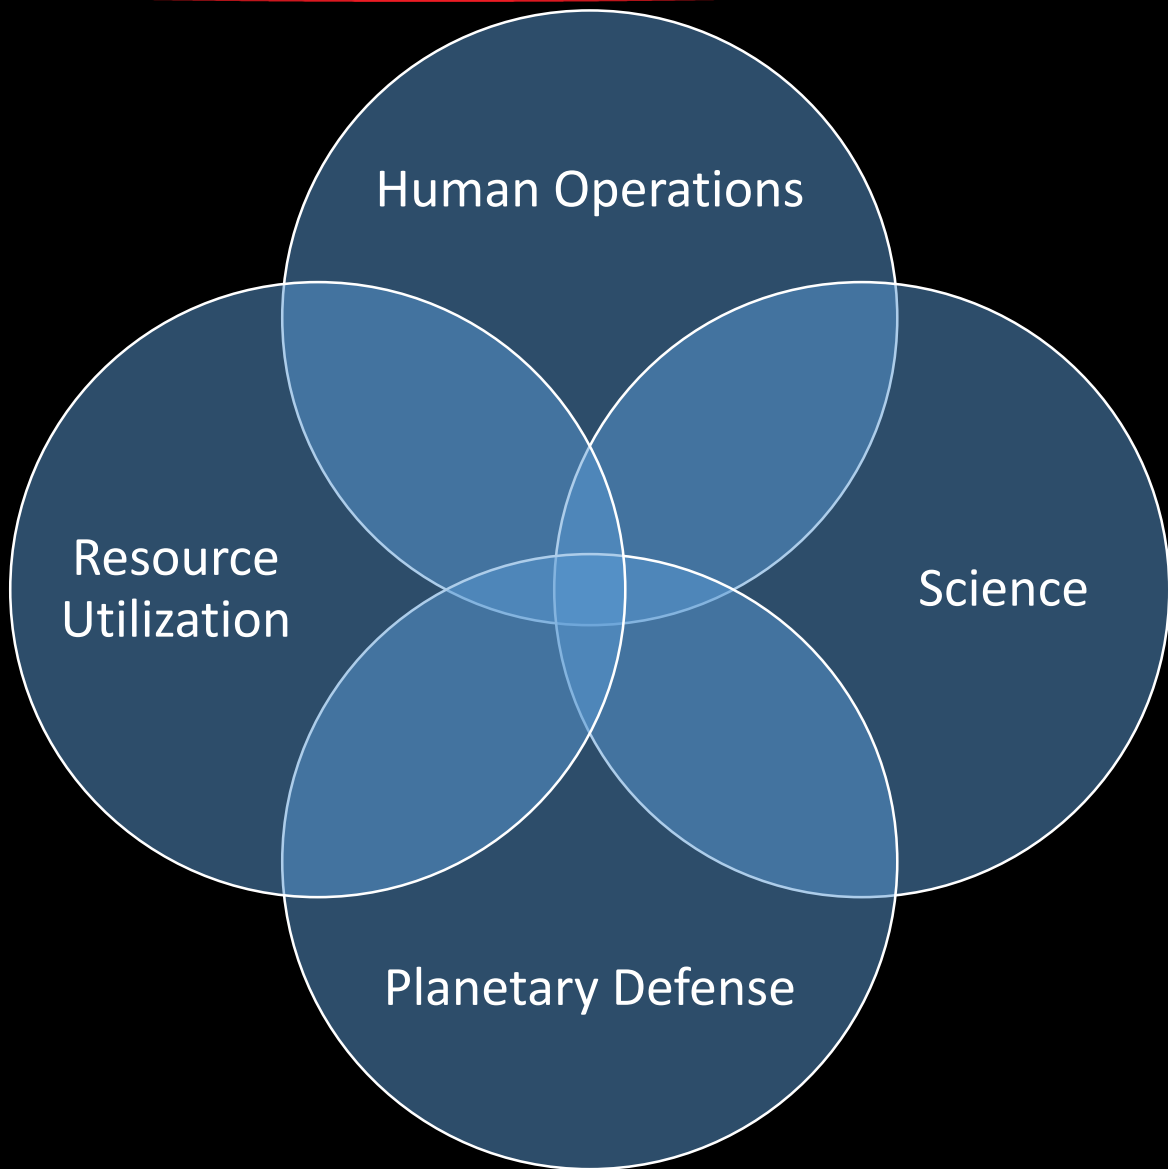 Human Operations
Resource
Utilization
Science
Planetary Defense